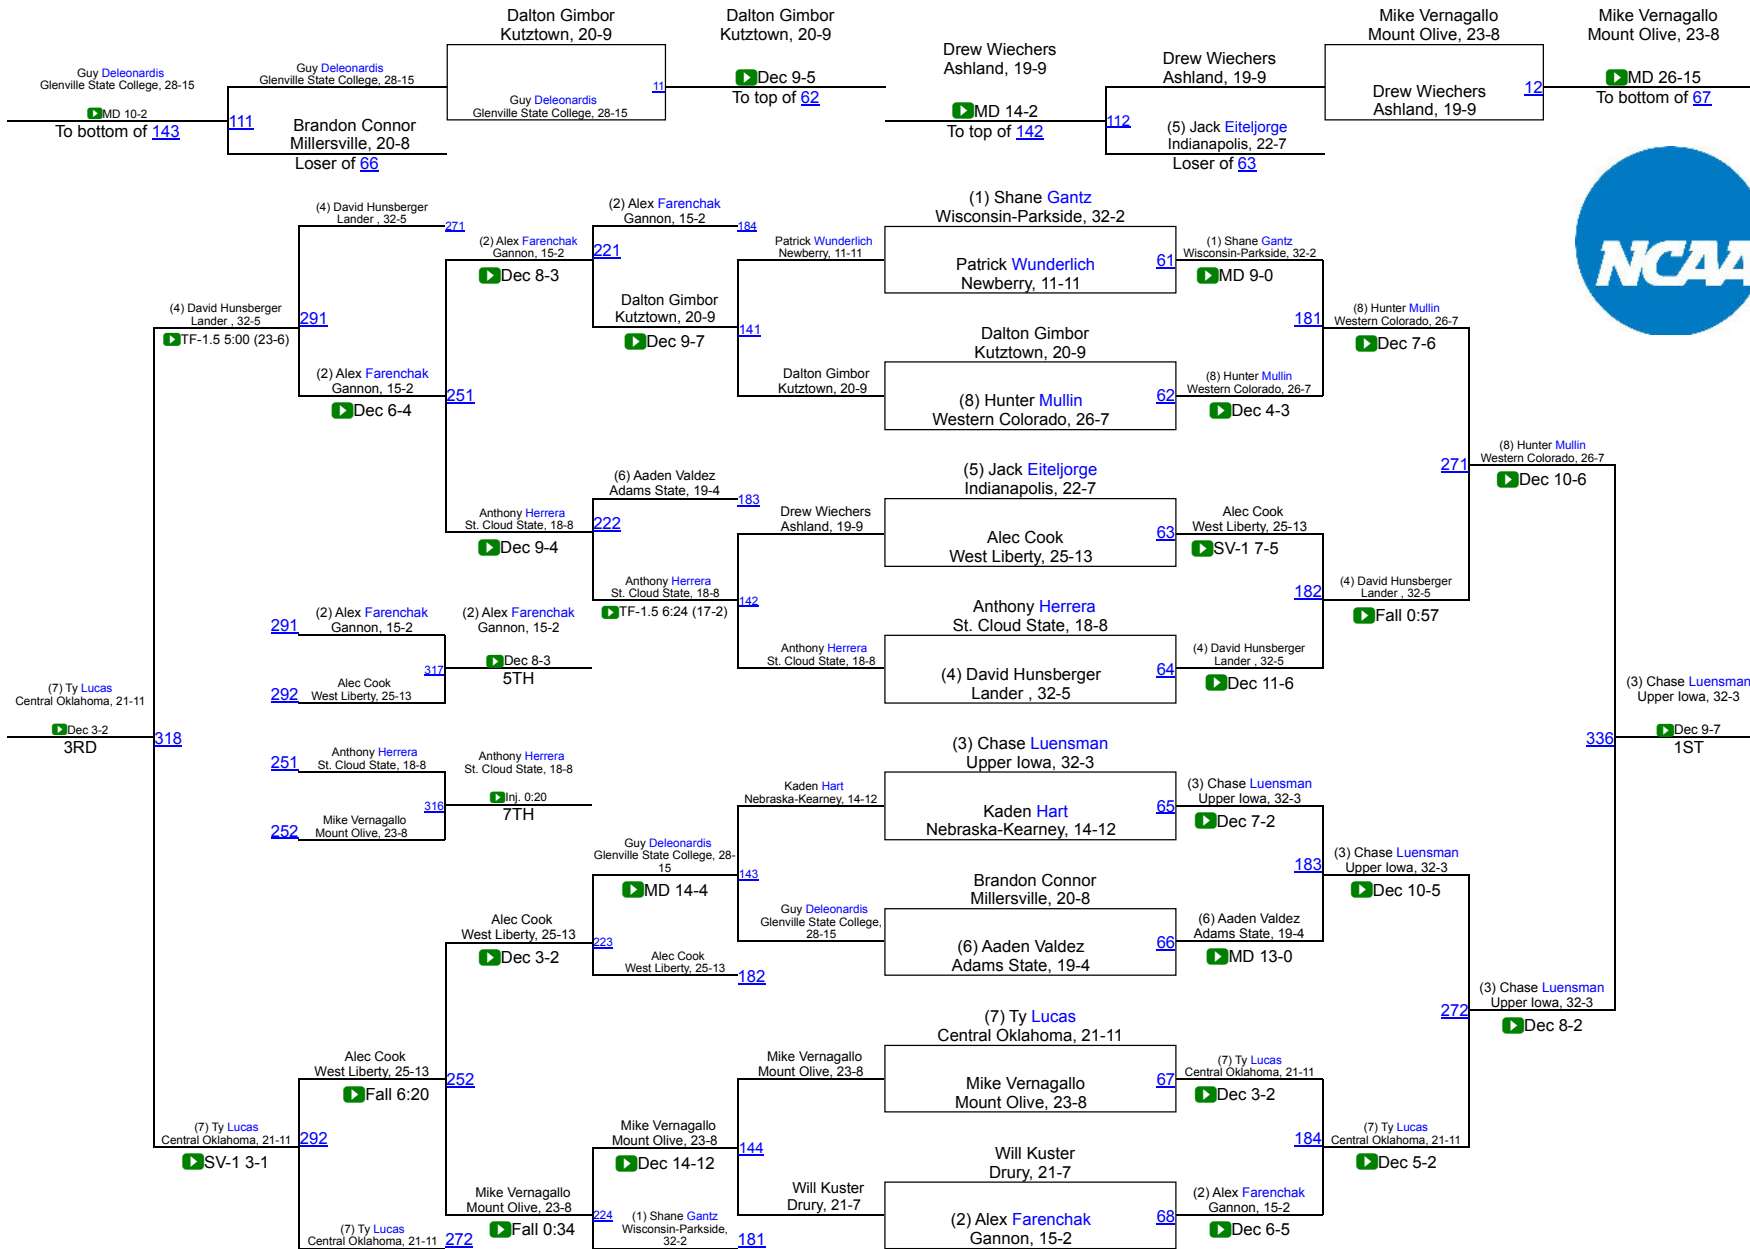 Dalton Gimbor
Kutztown, 20-9
Dalton Gimbor
Kutztown, 20-9
Mike Vernagallo
Mount Olive, 23-8
Mike Vernagallo
Mount Olive, 23-8
Guy Deleonardis
Glenville State College, 28-15
MD 10-2
To bottom of 143
Guy Deleonardis
Glenville State College, 28-15
111
Brandon Connor
Millersville, 20-8
Loser of 66
Guy Deleonardis
Glenville State College, 28-15
11
Dec 9-5
To top of 62
Drew Wiechers
Ashland, 19-9
MD 14-2
To top of 142
Drew Wiechers
Ashland, 19-9
112
(5) Jack Eiteljorge
Indianapolis, 22-7
Loser of 63
Drew Wiechers
Ashland, 19-9
12
MD 26-15
To bottom of 67
NCAA
(4) David Hunsberger
Lander , 32-5
271
(2) Alex Farenchak
Gannon, 15-2
Dec 8-3
(2) Alex Farenchak
Gannon, 15-2
184
221
Patrick Wunderlich
Newberry, 11-11
(1) Shane Gantz
Wisconsin-Parkside, 32-2
Patrick Wunderlich
Newberry, 11-11
61
(1) Shane Gantz
Wisconsin-Parkside, 32-2
MD 9-0
(4) David Hunsberger
Lander , 32-5
TF-1.5 5:00 (23-6)
291
Dalton Gimbor
Kutztown, 20-9
Dec 9-7
141
Dalton Gimbor
Kutztown, 20-9
181
(8) Hunter Mullin
Western Colorado, 26-7
Dec 7-6
(2) Alex Farenchak
Gannon, 15-2
Dec 6-4
251
Dalton Gimbor
Kutztown, 20-9
(8) Hunter Mullin
Western Colorado, 26-7
62
(8) Hunter Mullin
Western Colorado, 26-7
Dec 4-3
(6) Aaden Valdez
Adams State, 19-4
183
Anthony Herrera
St. Cloud State, 18-8
Dec 9-4
222
Drew Wiechers
Ashland, 19-9
(5) Jack Eiteljorge
Indianapolis, 22-7
Alec Cook
West Liberty, 25-13
63
Alec Cook
West Liberty, 25-13
SV-1 7-5
271
(8) Hunter Mullin
Western Colorado, 26-7
Dec 10-6
Anthony Herrera
St. Cloud State, 18-8
TF-1.5 6:24 (17-2)
142
Anthony Herrera
St. Cloud State, 18-8
Anthony Herrera
St. Cloud State, 18-8
(4) David Hunsberger
Lander , 32-5
64
(4) David Hunsberger
Lander , 32-5
Dec 11-6
182
(4) David Hunsberger
Lander , 32-5
Fall 0:57
291
(2) Alex Farenchak
Gannon, 15-2
(2) Alex Farenchak
Gannon, 15-2
317
Dec 8-3
5TH
292
Alec Cook
West Liberty, 25-13
(7) Ty Lucas
Central Oklahoma, 21-11
Dec 3-2
3RD
318
251
Anthony Herrera
St. Cloud State, 18-8
Anthony Herrera
St. Cloud State, 18-8
316
Inj. 0:20
7TH
252
Mike Vernagallo
Mount Olive, 23-8
336
(3) Chase Luensman
Upper Iowa, 32-3
Dec 9-7
1ST
(3) Chase Luensman
Upper Iowa, 32-3
Kaden Hart
Nebraska-Kearney, 14-12
Kaden Hart
Nebraska-Kearney, 14-12
65
(3) Chase Luensman
Upper Iowa, 32-3
Dec 7-2
Guy Deleonardis
Glenville State College, 28-
15
MD 14-4
143
Guy Deleonardis
Glenville State College,
28-15
Brandon Connor
Millersville, 20-8
(6) Aaden Valdez
Adams State, 19-4
66
(6) Aaden Valdez
Adams State, 19-4
MD 13-0
183
(3) Chase Luensman
Upper Iowa, 32-3
Dec 10-5
Alec Cook
West Liberty, 25-13
Dec 3-2
223
Alec Cook
West Liberty, 25-13
182
272
(3) Chase Luensman
Upper Iowa, 32-3
Dec 8-2
Alec Cook
West Liberty, 25-13
Fall 6:20
252
Mike Vernagallo
Mount Olive, 23-8
(7) Ty Lucas
Central Oklahoma, 21-11
Mike Vernagallo
Mount Olive, 23-8
67
(7) Ty Lucas
Central Oklahoma, 21-11
Dec 3-2
(7) Ty Lucas
Central Oklahoma, 21-11
SV-1 3-1
292
Mike Vernagallo
Mount Olive, 23-8
Dec 14-12
144
Will Kuster
Drury, 21-7
Will Kuster
Drury, 21-7
(2) Alex Farenchak
Gannon, 15-2
68
(2) Alex Farenchak
Gannon, 15-2
Dec 6-5
184
(7) Ty Lucas
Central Oklahoma, 21-11
Dec 5-2
Mike Vernagallo
Mount Olive, 23-8
Fall 0:34
224
(1) Shane Gantz
Wisconsin-Parkside,
32-2
181
(7) Ty Lucas
Central Oklahoma, 21-11
272